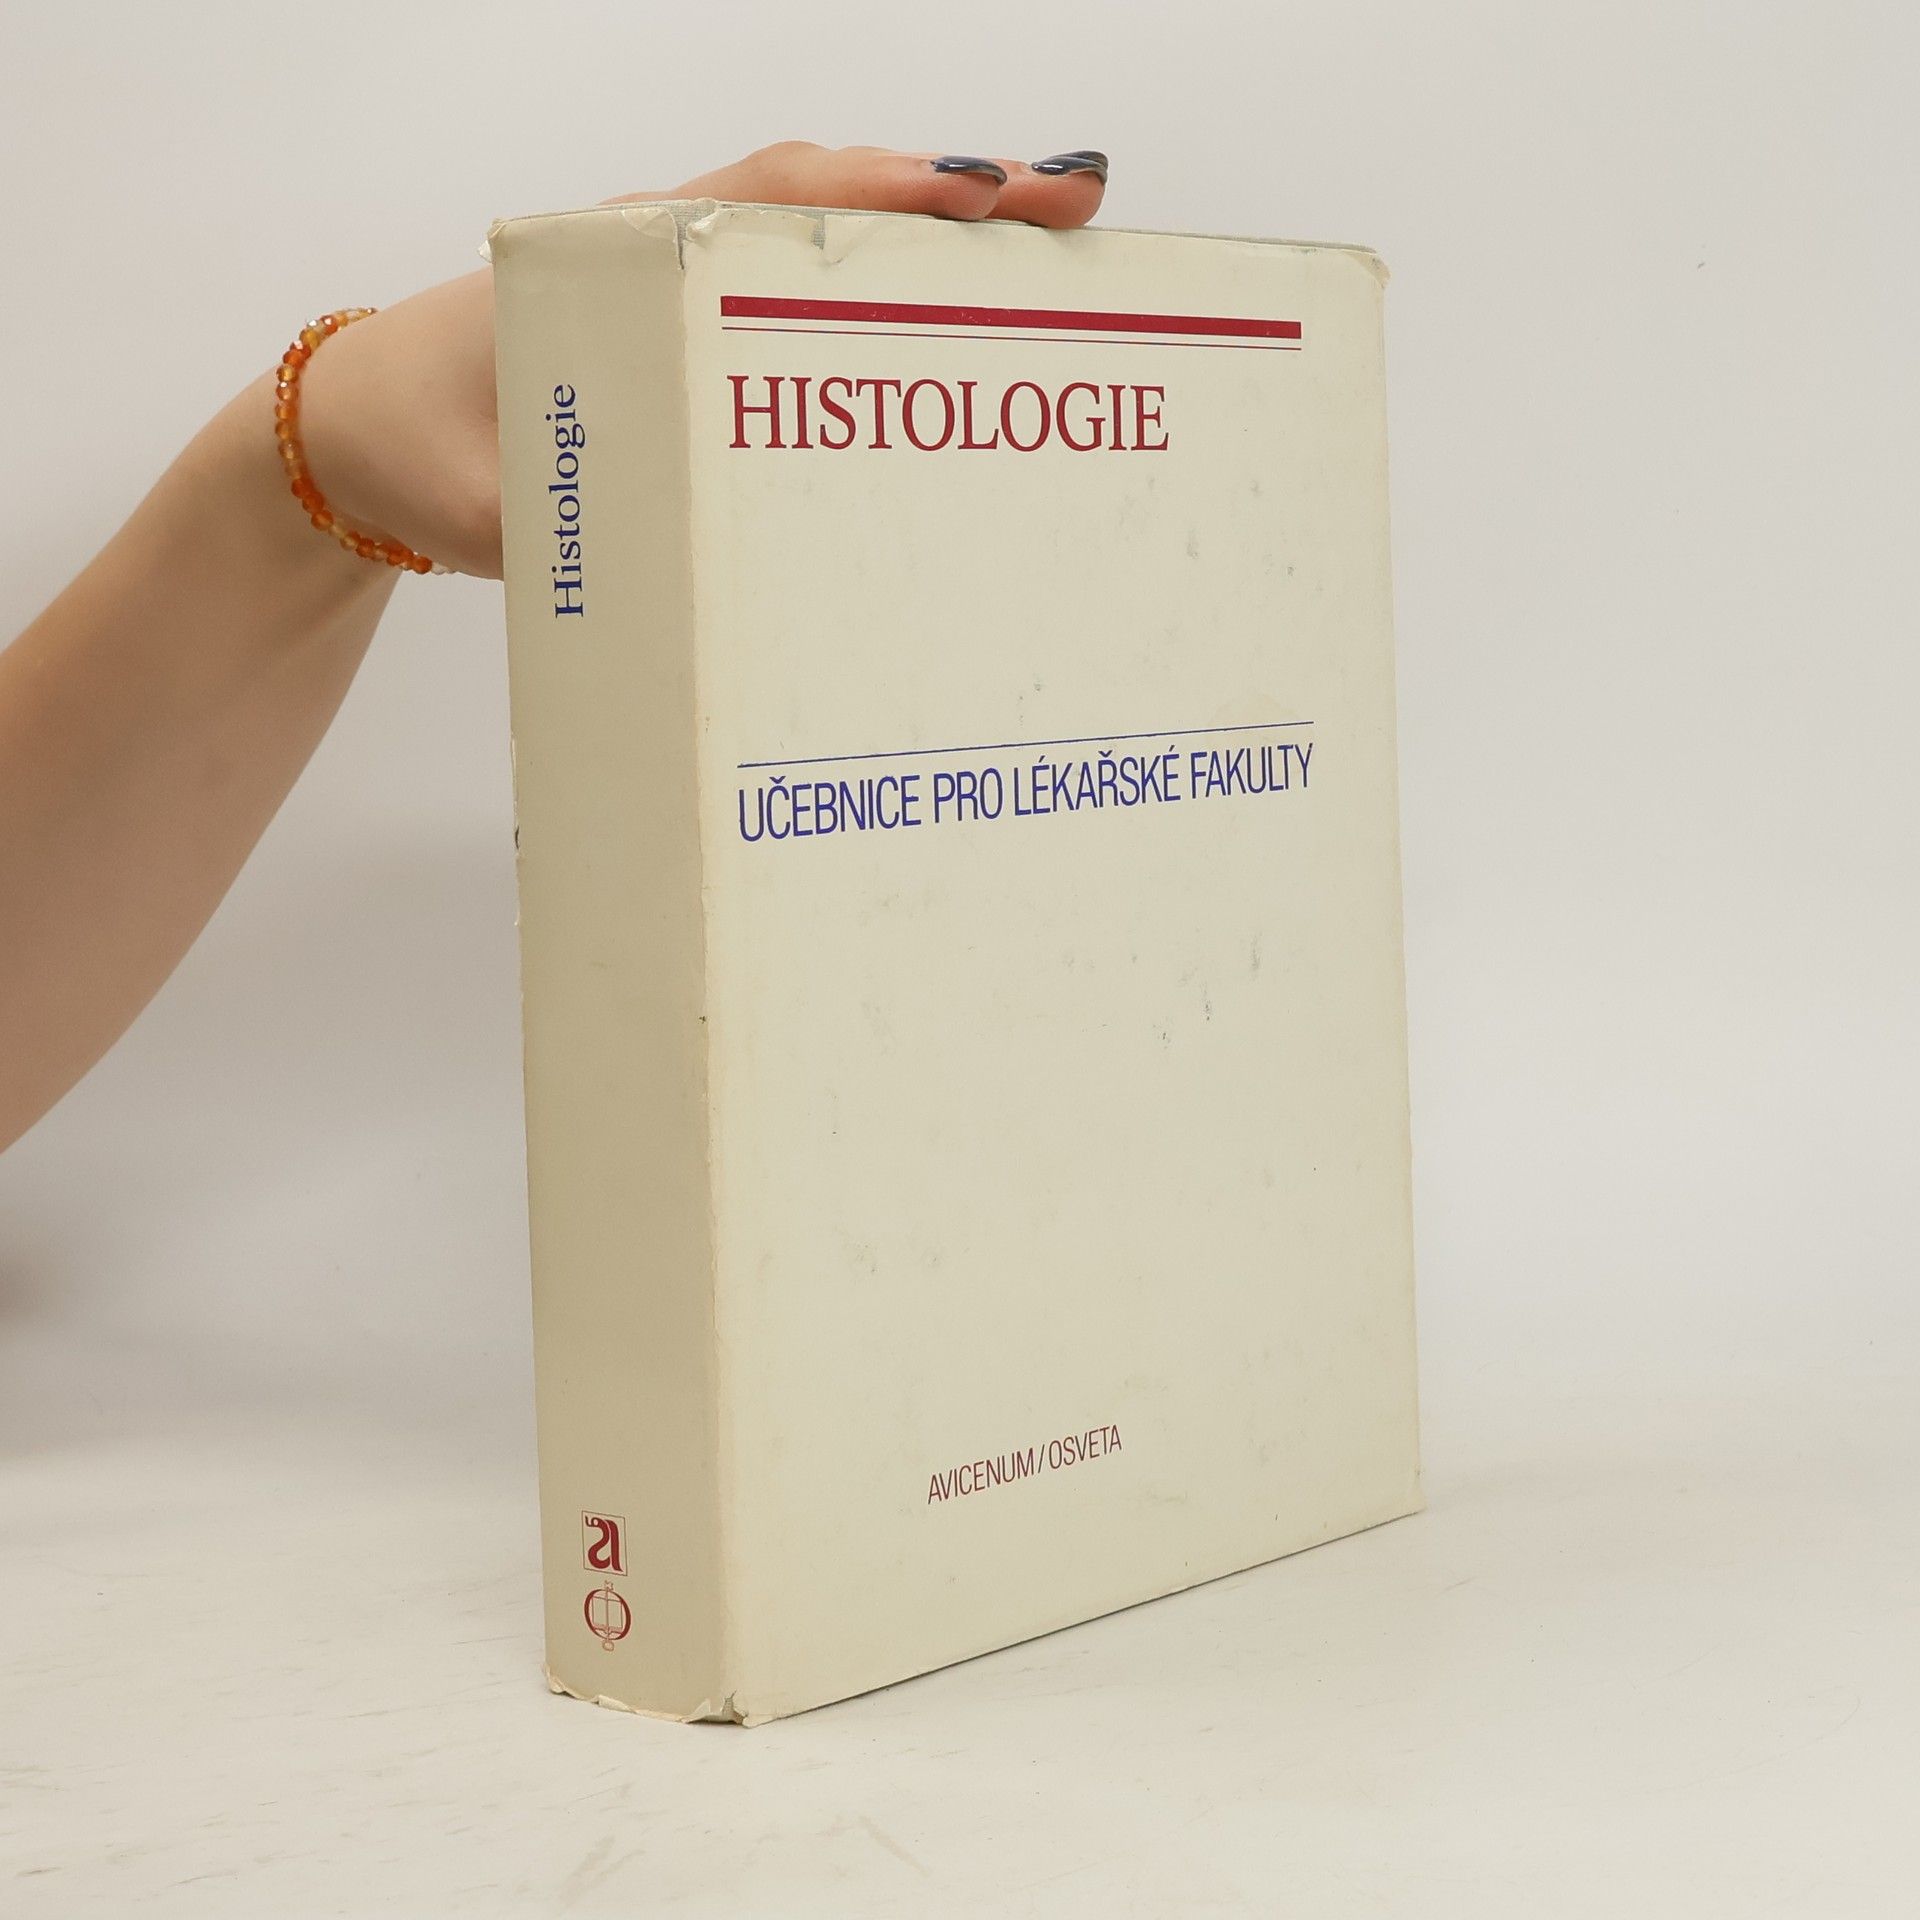 Histologie
HISTOLOGIE
UČEBNICE PRO LÉKAŘSKÉ FAKULTY
AVICENUM/OSVETA